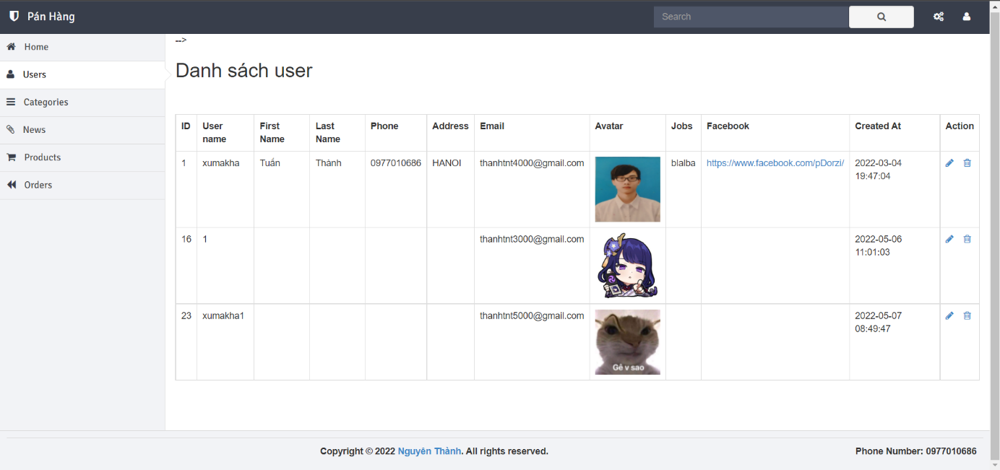 Pán Hàng
Search
Home
Users
Categories
News
Products
Orders
-->
Danh sách user
ID User name First Name Last Name Phone Address Email Avatar Jobs Facebook Created At Action
1 xumakha Tuấn Thành 0977010686 HANOI thanhtnt4000@gmail.com blalba https://www.facebook.com/pDorzi/ 2022-03-04 19:47:04
16 1 thanhtnt3000@gmail.com 2022-05-06 11:01:03
23 xumakha1 thanhtnt5000@gmail.com Gê v sao 2022-05-07 08:49:47
Copyright © 2022 Nguyên Thành. All rights reserved. Phone Number: 0977010686